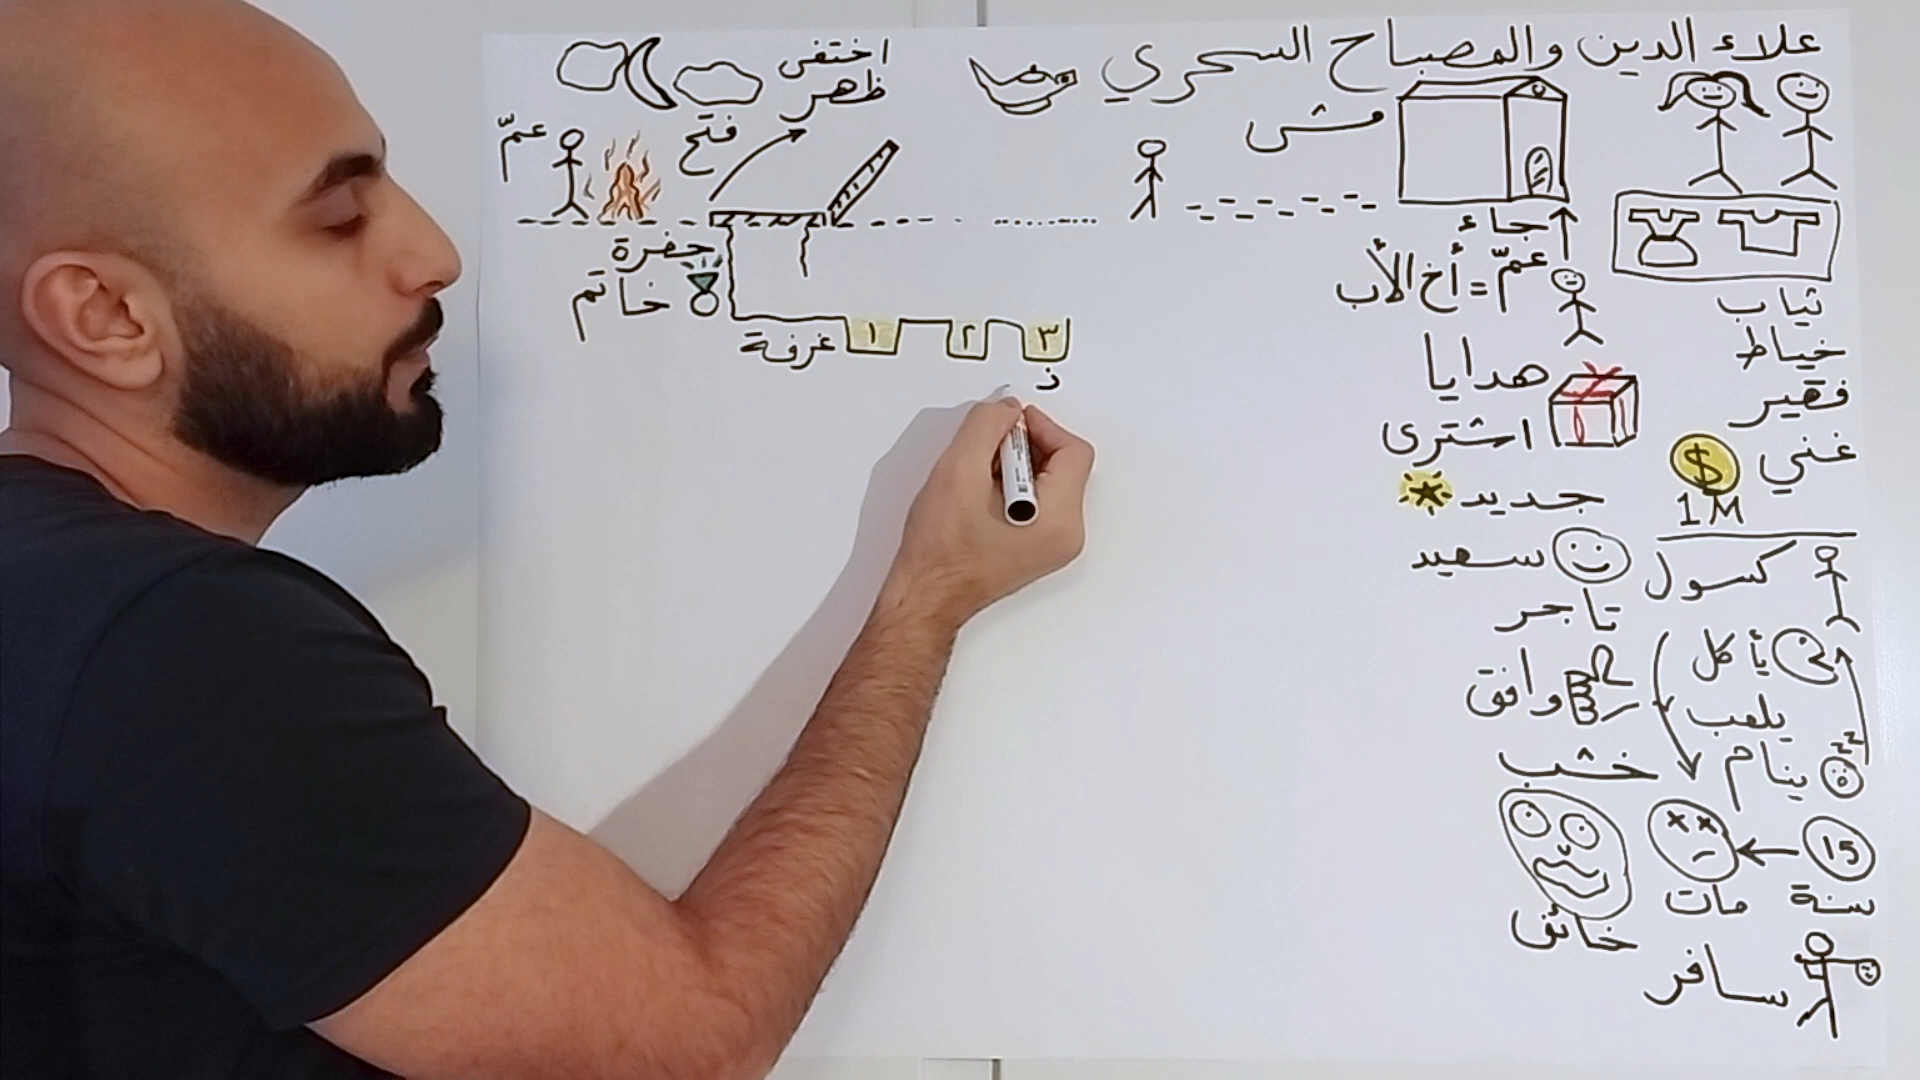 علاء الدين والمصباح السحري
ثياب
خياط
فقير
غني
$
1M
كسول
يأكل
يلعب
ينام
zzz
15
سنة
مات
سافر
مشى
جاء
عمّ = أخ الأب
هدايا
اشترى
جديد
سعيد
تاجر
وافق
خشب
خائف
اختفى
ظهر
فتح
عمّ
حفرة
خاتم
غرفة
١ ٢ ٣
ذ